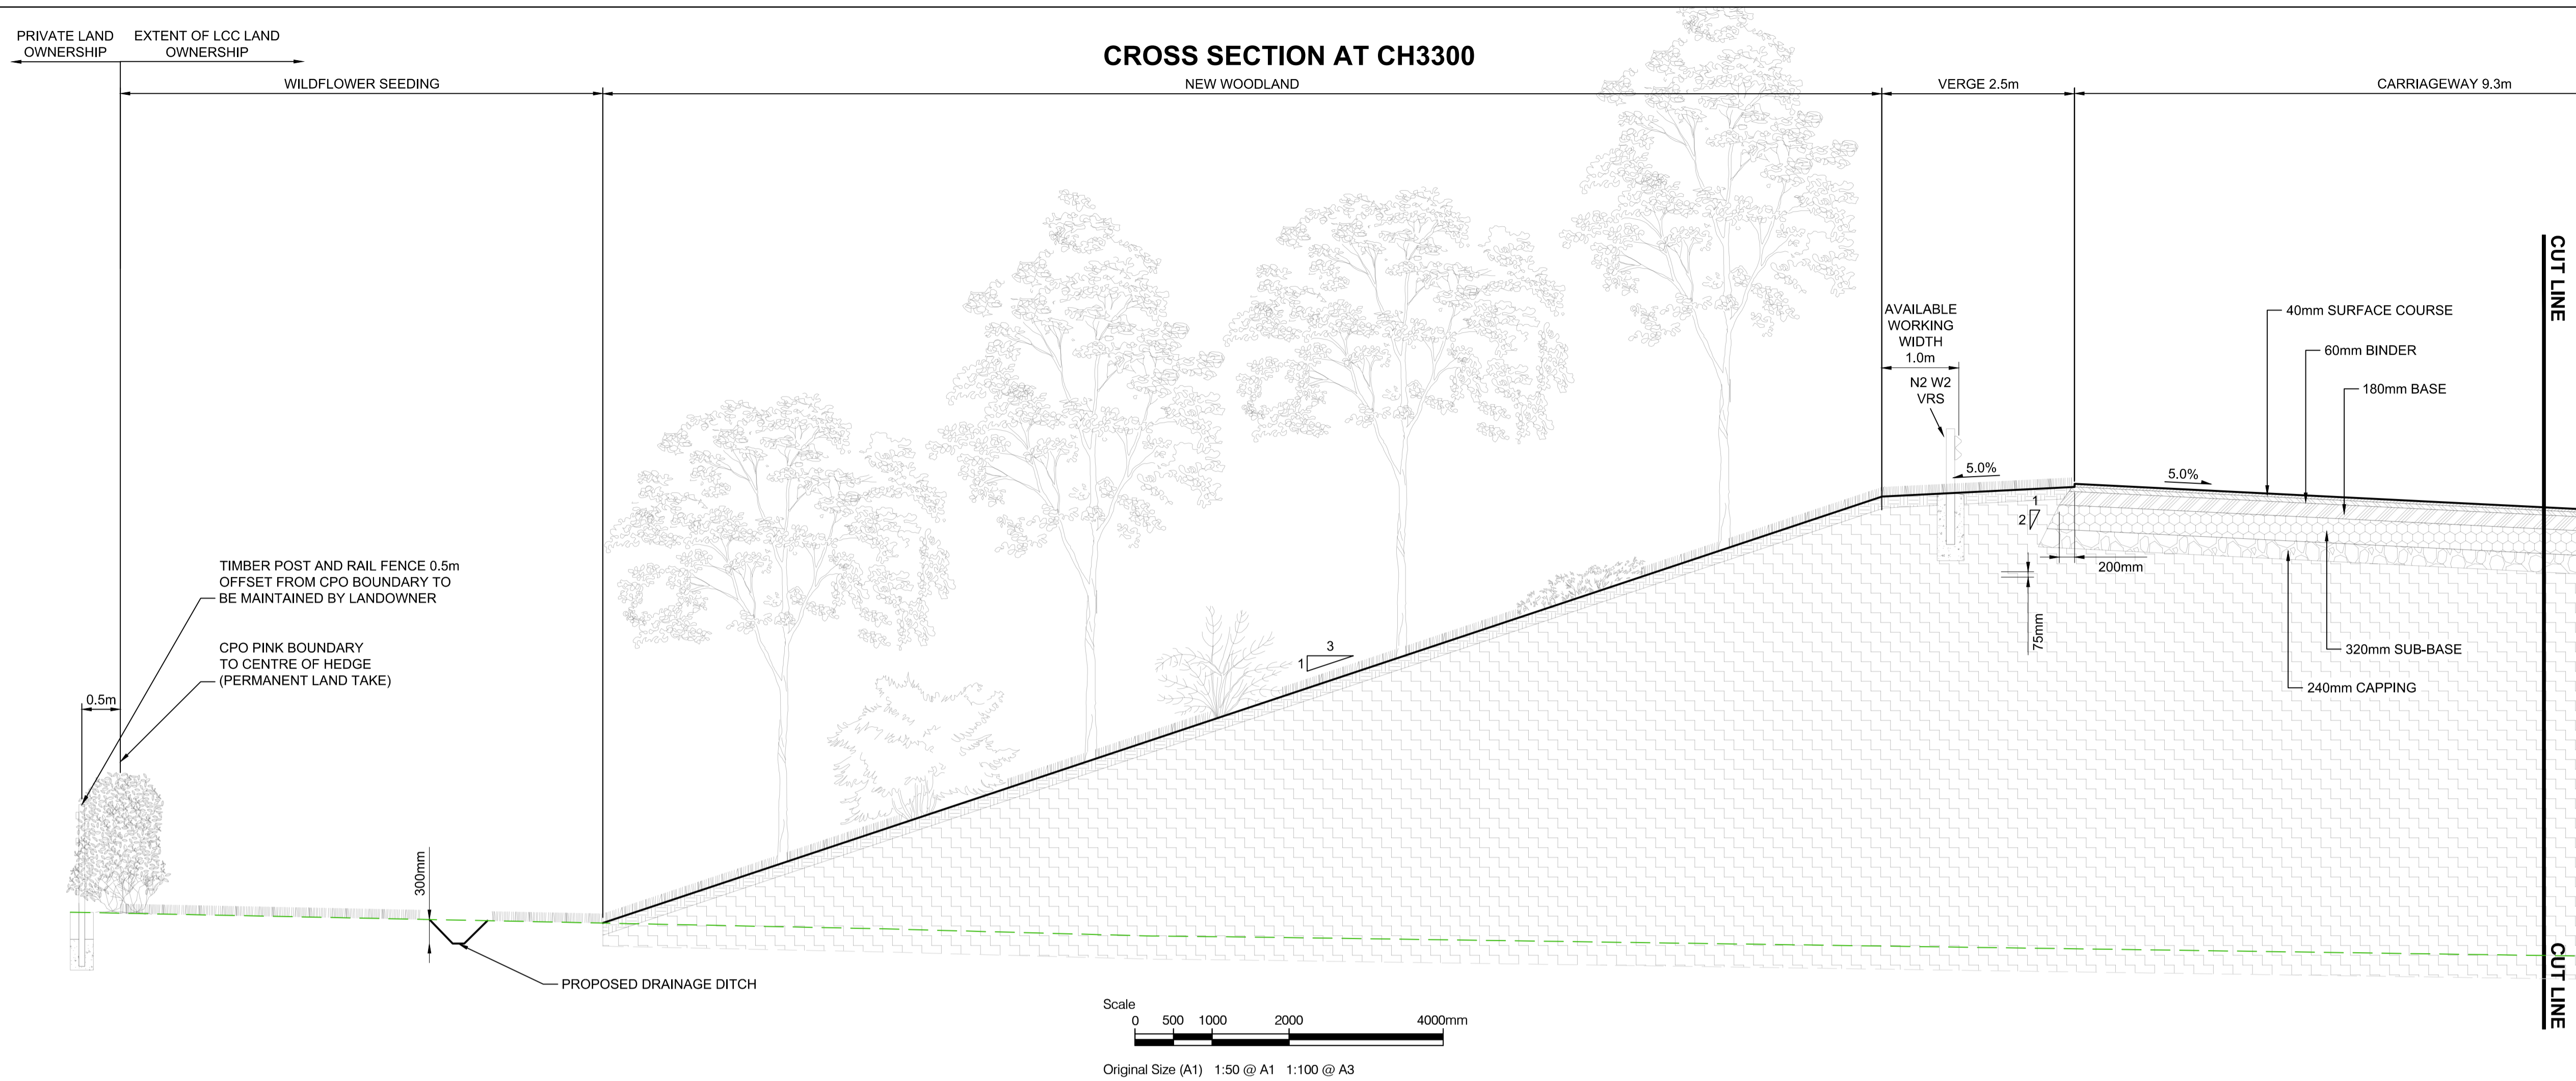 PRIVATE LAND
OWNERSHIP
EXTENT OF LCC LAND
OWNERSHIP
CROSS SECTION AT CH3300
WILDFLOWER SEEDING
NEW WOODLAND
VERGE 2.5m
CARRIAGEWAY 9.3m
CUT LINE
AVAILABLE
WORKING
WIDTH
1.0m
N2 W2
VRS
40mm SURFACE COURSE
60mm BINDER
180mm BASE
5.0%
5.0%
1
2
200mm
75mm
320mm SUB-BASE
240mm CAPPING
TIMBER POST AND RAIL FENCE 0.5m
OFFSET FROM CPO BOUNDARY TO
BE MAINTAINED BY LANDOWNER
CPO PINK BOUNDARY
TO CENTRE OF HEDGE
(PERMANENT LAND TAKE)
0.5m
3
1
300mm
PROPOSED DRAINAGE DITCH
CUT LINE
Scale
0 500 1000 2000 4000mm
Original Size (A1) 1:50 @ A1 1:100 @ A3